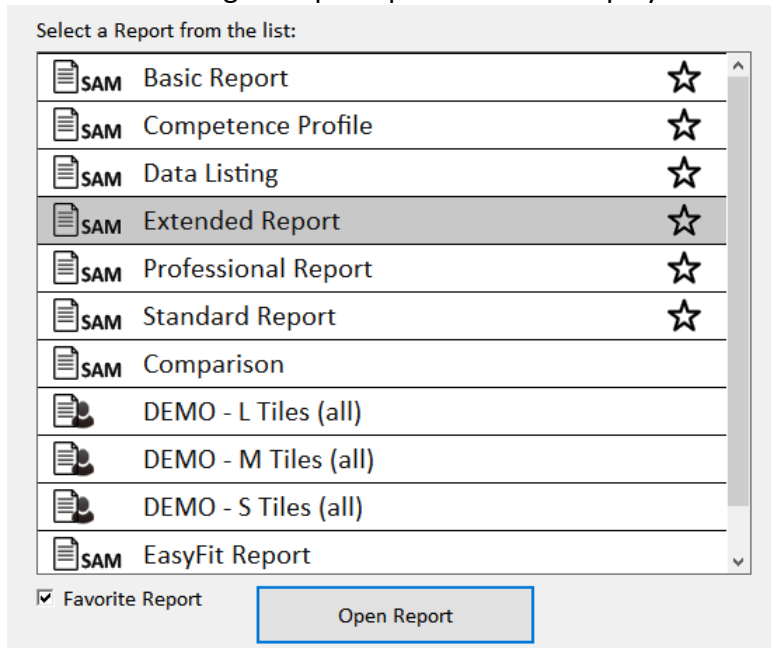 Select a Report from the list:
SAM Basic Report
SAM Competence Profile
SAM Data Listing
SAM Extended Report
SAM Professional Report
SAM Standard Report
SAM Comparison
DEMO - L Tiles (all)
DEMO - M Tiles (all)
DEMO - S Tiles (all)
SAM EasyFit Report
Favorite Report
Open Report